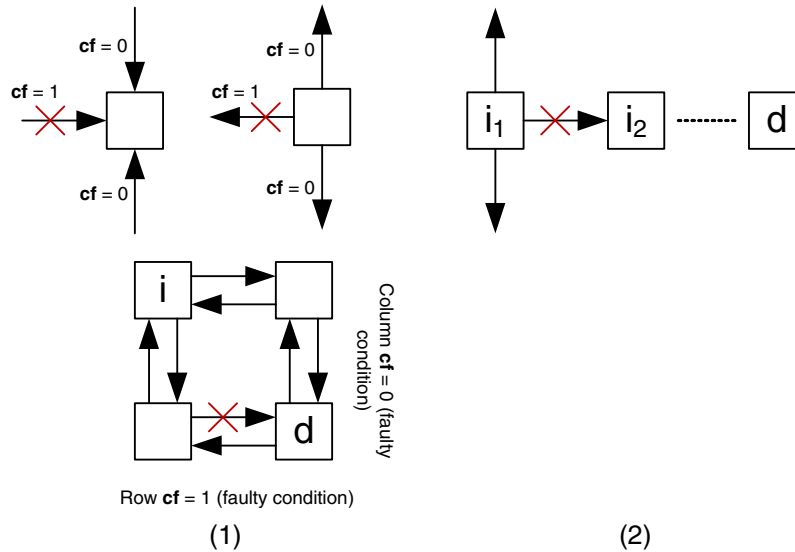 cf = 0
cf = 1
cf = 0
cf = 0
cf = 1
cf = 0
i1
i2
d
i
d
Column cf = 0 (faulty
condition)
Row cf = 1 (faulty condition)
(1)
(2)